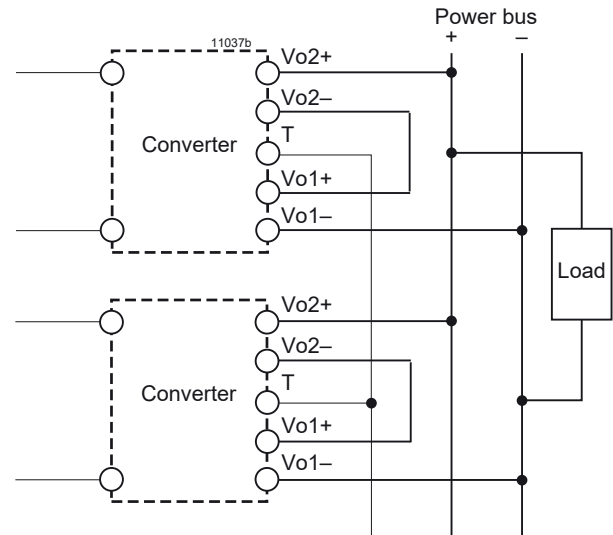 Power bus
+ –
11037b
Vo2+
Vo2–
T
Converter
Vo1+
Vo1–
Load
Vo2+
Vo2–
T
Converter
Vo1+
Vo1–